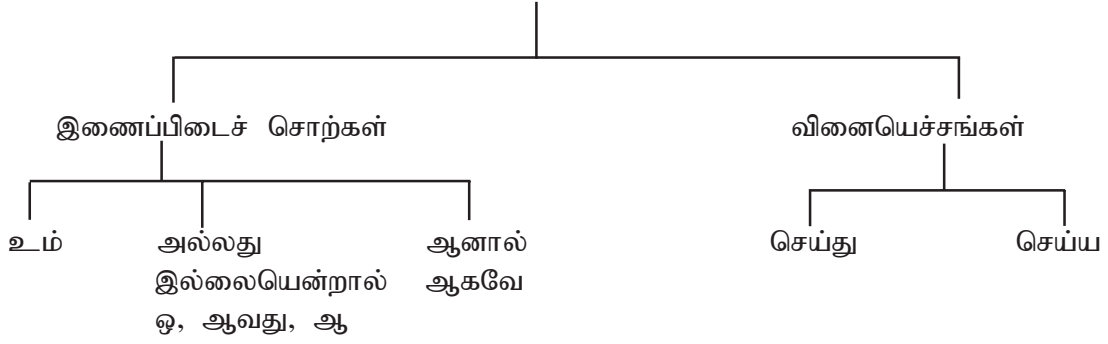 இணைப்பிடைச் சொற்கள் வினையெச்சங்கள்
உம் அல்லது ஆனால் செய்து செய்ய
இல்லையென்றால் ஆகவே
ஒ, ஆவது, ஆ